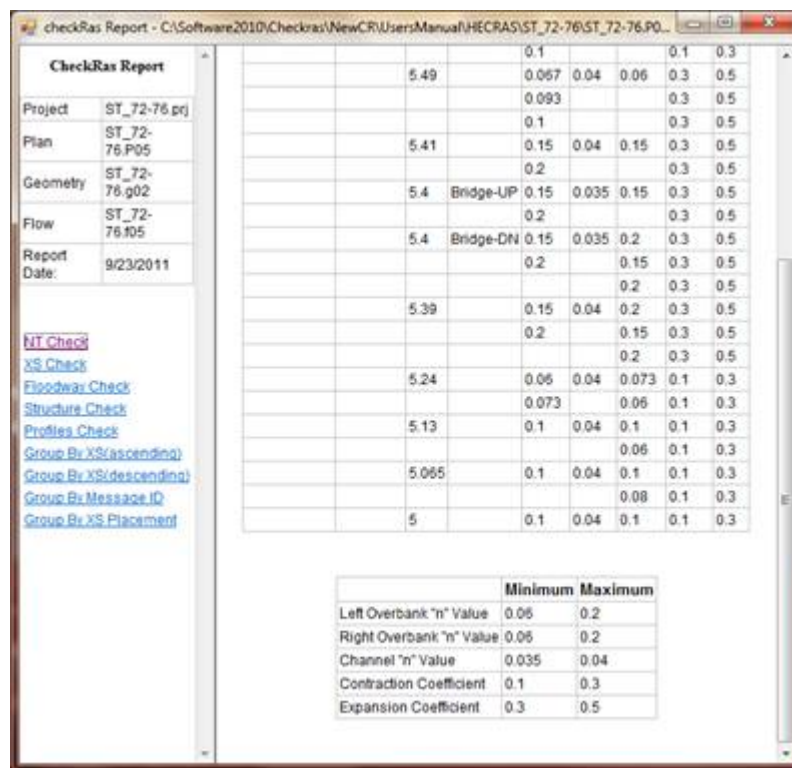 checkRas Report - C:\Software2010\Checkras\NewCR\UsersManual\HECRAS\ST_72-76\ST_72-76.P0...
CheckRas Report
Project ST_72-76.prj
Plan ST_72-76.P05
Geometry ST_72-76.g02
Flow ST_72-76.f05
Report Date: 9/23/2011
NT Check
XS Check
Floodway Check
Structure Check
Profiles Check
Group By XS(ascending)
Group By XS(descending)
Group By Message ID
Group By XS Placement
0.1 0.1 0.3
5.49 0.067 0.04 0.06 0.3 0.5
0.093 0.3 0.5
0.1 0.3 0.5
5.41 0.15 0.04 0.15 0.3 0.5
0.2 0.3 0.5
5.4 Bridge-UP 0.15 0.035 0.15 0.3 0.5
0.2 0.3 0.5
5.4 Bridge-DN 0.15 0.035 0.2 0.3 0.5
0.2 0.15 0.3 0.5
0.2 0.3 0.5
5.39 0.15 0.04 0.2 0.3 0.5
0.2 0.15 0.3 0.5
0.2 0.3 0.5
5.24 0.06 0.04 0.073 0.1 0.3
0.073 0.06 0.1 0.3
5.13 0.1 0.04 0.1 0.1 0.3
0.06 0.1 0.3
5.065 0.1 0.04 0.1 0.1 0.3
0.08 0.1 0.3
5 0.1 0.04 0.1 0.1 0.3
Minimum Maximum
Left Overbank "n" Value 0.06 0.2
Right Overbank "n" Value 0.06 0.2
Channel "n" Value 0.035 0.04
Contraction Coefficient 0.1 0.3
Expansion Coefficient 0.3 0.5